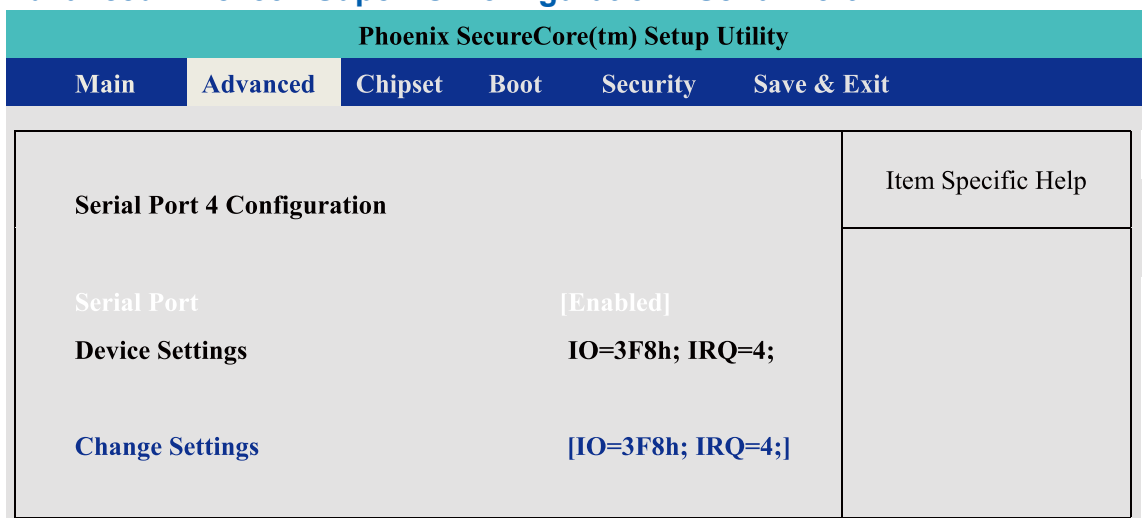 Phoenix SecureCore(tm) Setup Utility
Main Advanced Chipset Boot Security Save & Exit
Serial Port 4 Configuration
Item Specific Help
Serial Port [Enabled]
Device Settings IO=3F8h; IRQ=4;
Change Settings [IO=3F8h; IRQ=4;]